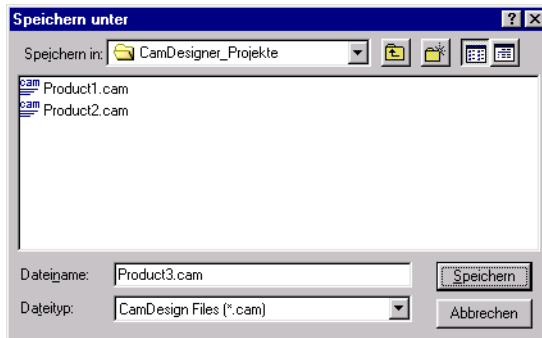 Speichern unter
Speichern in: CamDesigner_Projekte
cam Product1.cam
cam Product2.cam
Dateiname: Product3.cam Speichern
Dateityp: CamDesign Files (*.cam) Abbrechen